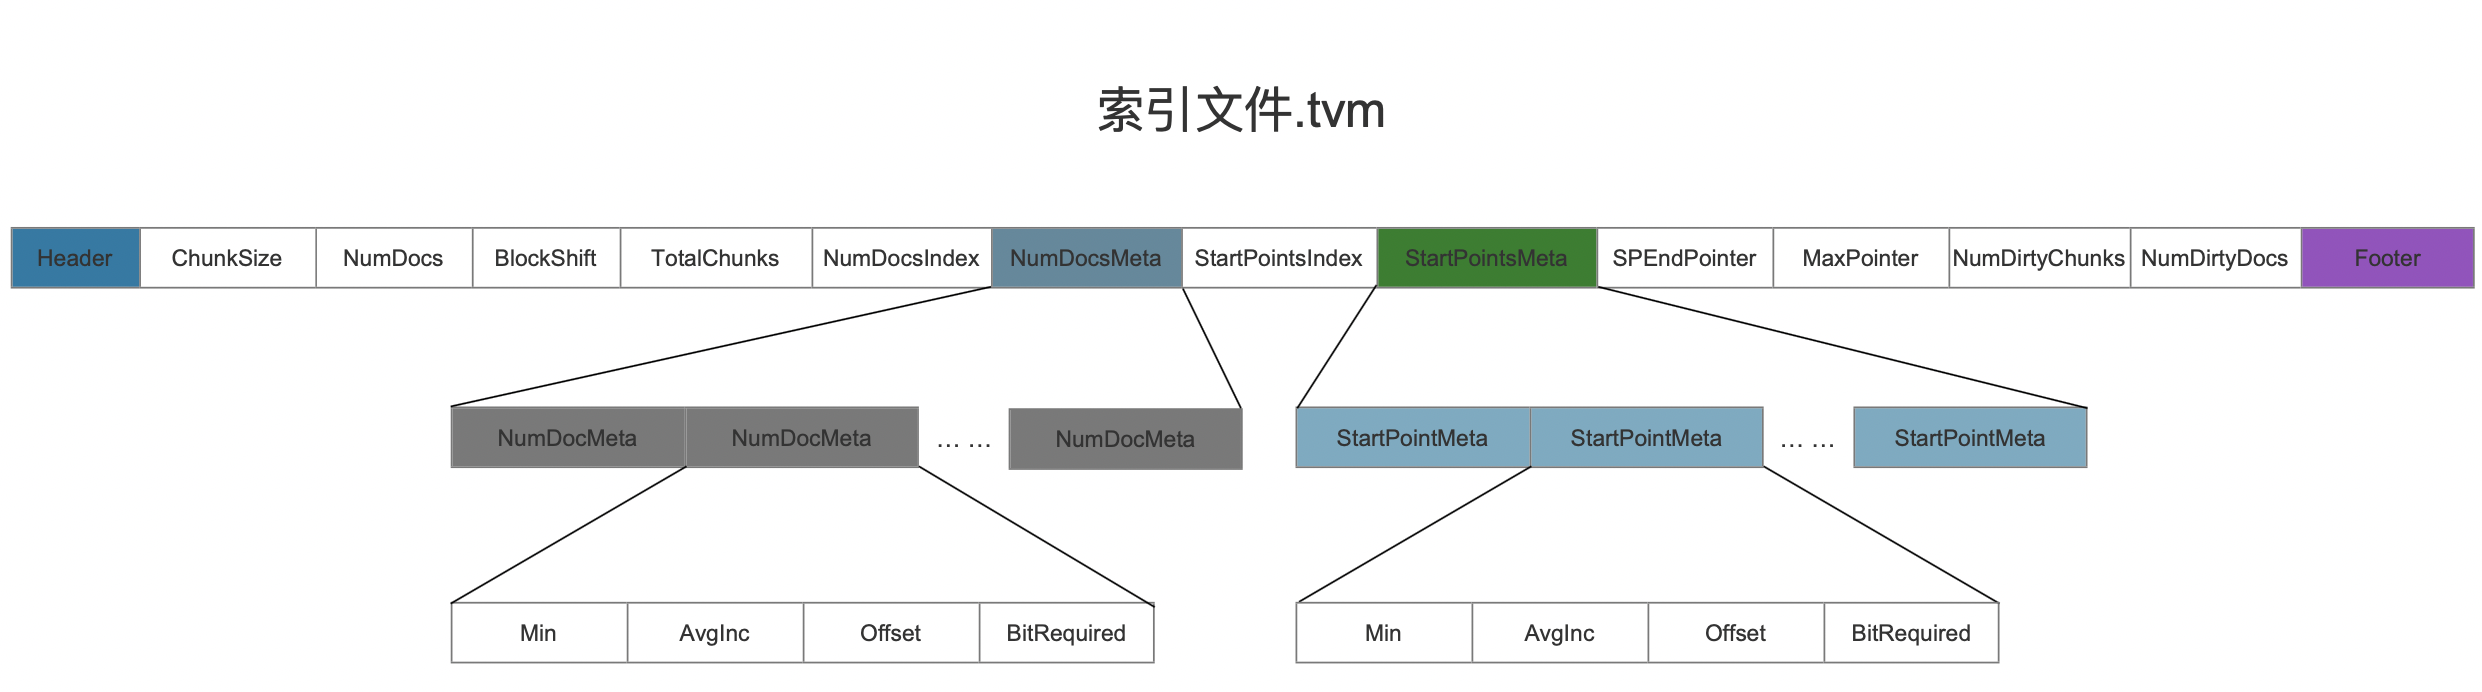 索引文件.tvm
Header ChunkSize NumDocs BlockShift TotalChunks NumDocsIndex NumDocsMeta StartPointsIndex StartPointsMeta SPEndPointer MaxPointer NumDirtyChunks NumDirtyDocs Footer
NumDocMeta NumDocMeta ... ... NumDocMeta StartPointMeta StartPointMeta ... ... StartPointMeta
Min AvgInc Offset BitRequired Min AvgInc Offset BitRequired